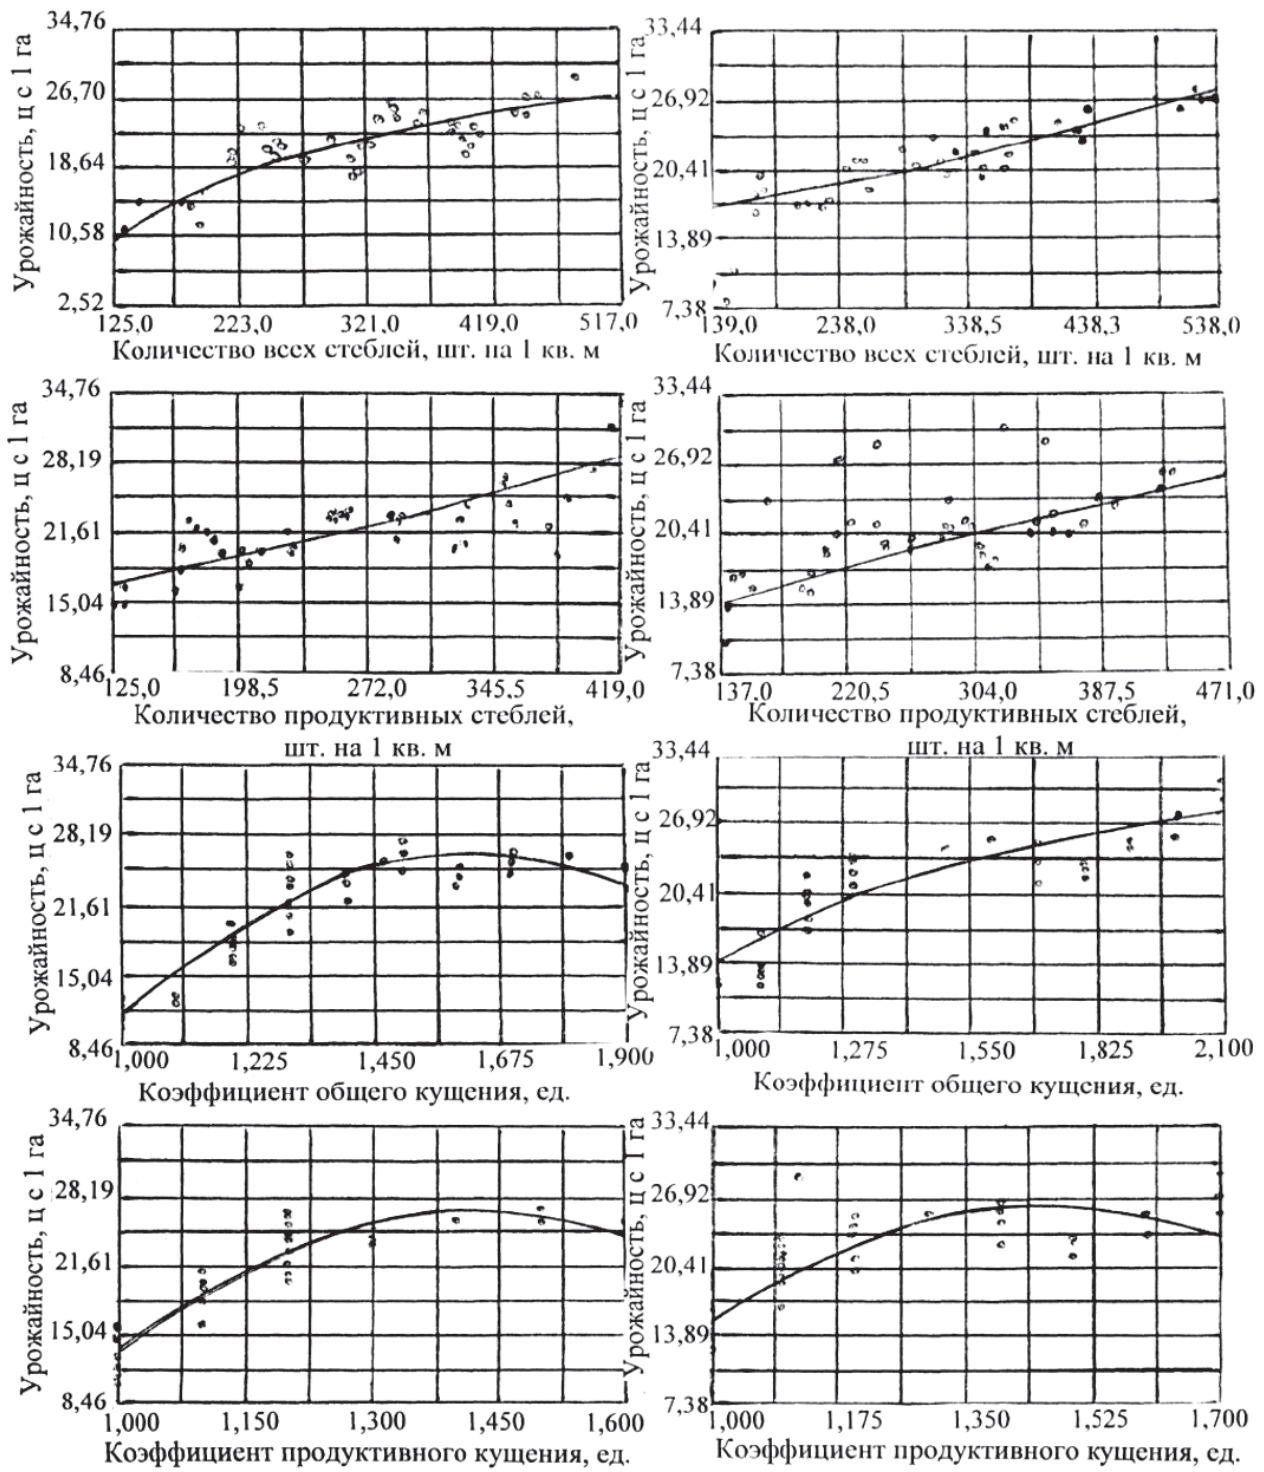 34,76
26,70
18,64
10,58
2,52
Урожайность, ц с 1 га
125,0 223,0 321,0 419,0 517,0
Количество всех стеблей, шт. на 1 кв. м
33,44
26,92
20,41
13,89
7,38
Урожайность, ц с 1 га
139,0 238,0 338,5 438,3 538,0
Количество всех стеблей, шт. на 1 кв. м
34,76
28,19
21,61
15,04
8,46
Урожайность, ц с 1 га
125,0 198,5 272,0 345,5 419,0
Количество продуктивных стеблей,
шт. на 1 кв. м
33,44
26,92
20,41
13,89
7,38
Урожайность, ц с 1 га
137,0 220,5 304,0 387,5 471,0
Количество продуктивных стеблей,
шт. на 1 кв. м
34,76
28,19
21,61
15,04
8,46
Урожайность, ц с 1 га
1,000 1,225 1,450 1,675 1,900
Коэффициент общего кущения, ед.
33,44
26,92
20,41
13,89
7,38
Урожайность, ц с 1 га
1,000 1,275 1,550 1,825 2,100
Коэффициент общего кущения, ед.
34,76
28,19
21,61
15,04
8,46
Урожайность, ц с 1 га
1,000 1,150 1,300 1,450 1,600
Коэффициент продуктивного кущения, ед.
33,44
26,92
20,41
13,89
7,38
Урожайность, ц с 1 га
1,000 1,175 1,350 1,525 1,700
Коэффициент продуктивного кущения, ед.